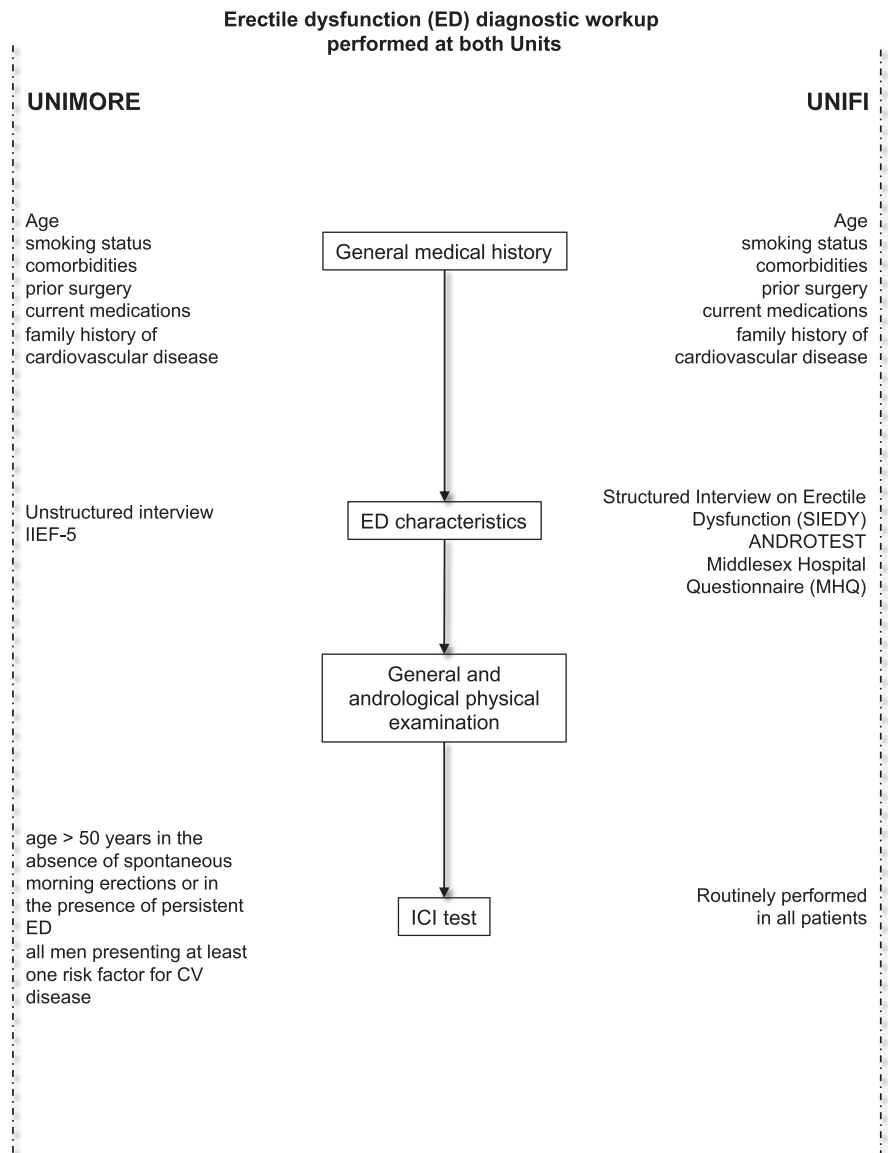 Erectile dysfunction (ED) diagnostic workup
performed at both Units
UNIMORE
UNIFI
Age
smoking status
comorbidities
prior surgery
current medications
family history of
cardiovascular disease
General medical history
Age
smoking status
comorbidities
prior surgery
current medications
family history of
cardiovascular disease
Unstructured interview
IIEF-5
ED characteristics
Structured Interview on Erectile
Dysfunction (SIEDY)
ANDROTEST
Middlesex Hospital
Questionnaire (MHQ)
General and
andrological physical
examination
age > 50 years in the
absence of spontaneous
morning erections or in
the presence of persistent
ED
all men presenting at least
one risk factor for CV
disease
ICI test
Routinely performed
in all patients